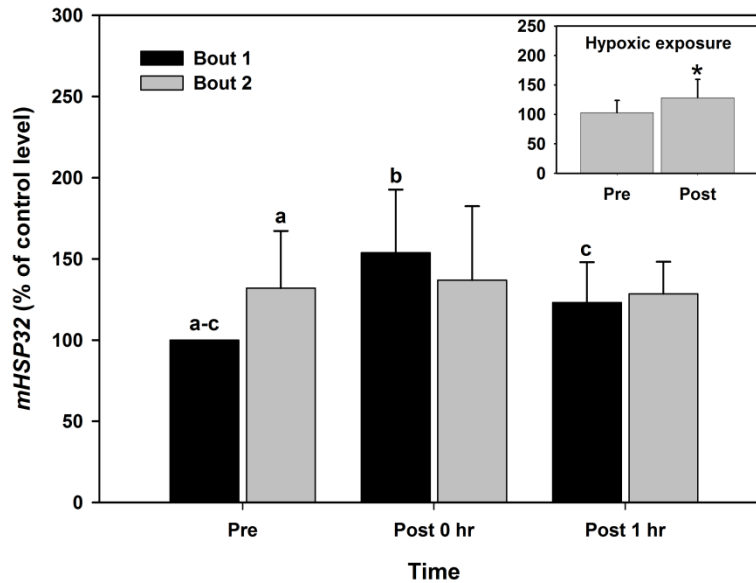 300
250
200
150
100
50
0
mHSP32 (% of control level)
Bout 1
Bout 2
a-c
a
b
c
Pre
Post 0 hr
Post 1 hr
Time
Hypoxic exposure
250
200
150
100
50
0
*
Pre
Post